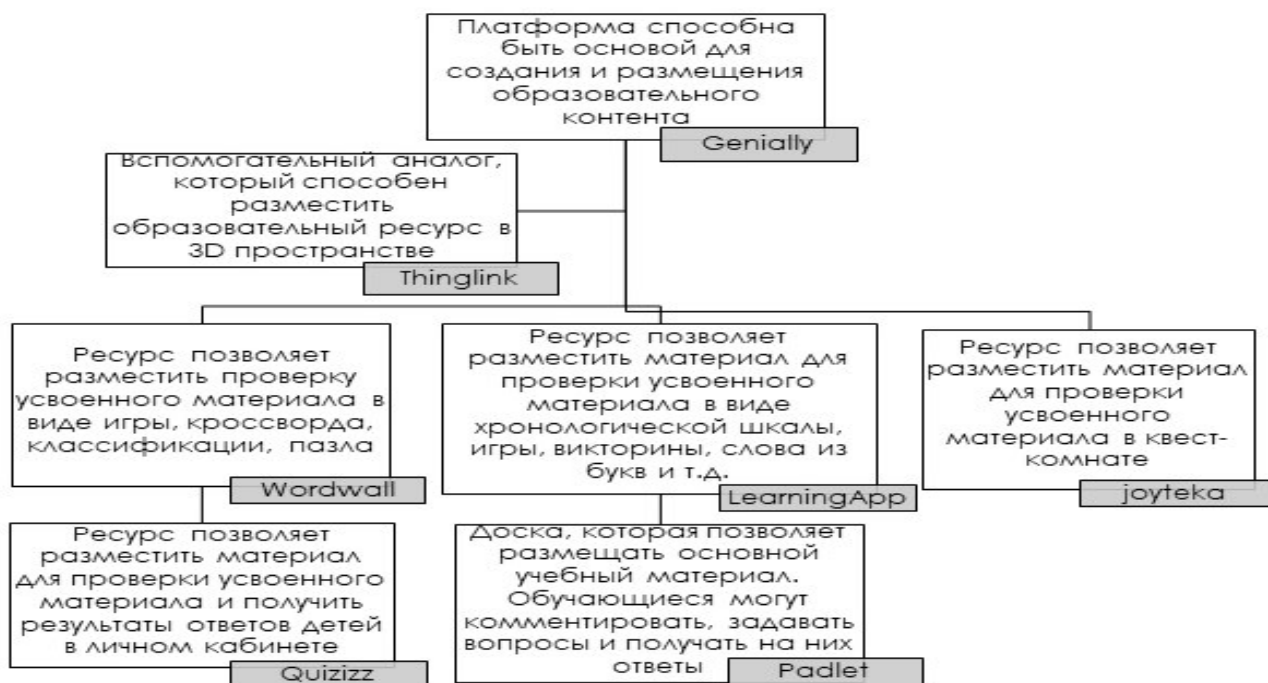 Платформа способна
быть основой для
создания и размещения
образовательного
контента
Genially
Вспомогательный аналог,
который способен
разместить
образовательный ресурс в
3D пространстве
Thinglink
Ресурс позволяет
разместить проверку
усвоенного материала в
виде игры, кроссворда,
классификации, пазла
Wordwall
Ресурс позволяет
разместить материал для
проверки усвоенного
материала в виде
хронологической шкалы,
игры, викторины, слова из
букв и т.д.
LearningApp
Ресурс позволяет
разместить материал
для проверки
усвоенного
материала в квест-
комнате
joyteka
Ресурс позволяет
разместить материал
для проверки усвоенного
материала и получить
результаты ответов детей
в личном кабинете
Quizizz
Доска, которая позволяет
размещать основной
учебный материал.
Обучающиеся могут
комментировать, задавать
вопросы и получать на них
ответы
Padlet